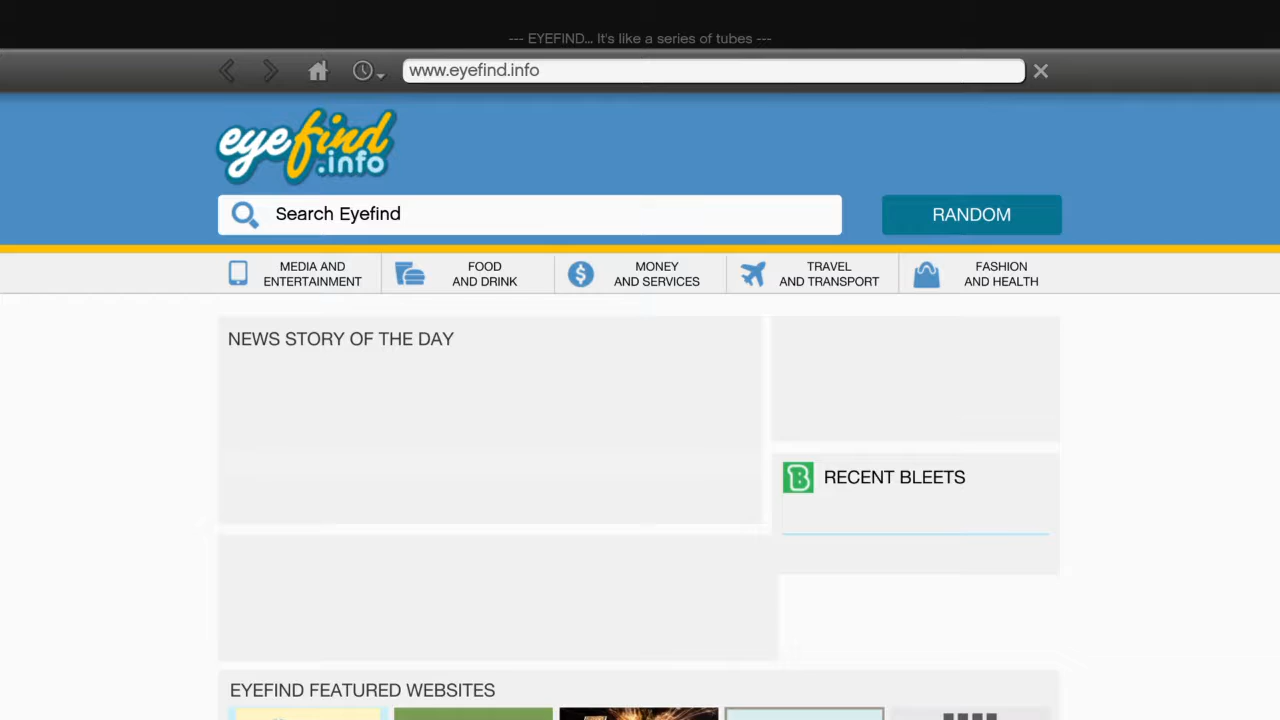 --- EYEFIND... It's like a series of tubes ---
www.eyefind.info
eyefind
.info
Search Eyefind
RANDOM
MEDIA AND
ENTERTAINMENT
FOOD
AND DRINK
MONEY
AND SERVICES
TRAVEL
AND TRANSPORT
FASHION
AND HEALTH
NEWS STORY OF THE DAY
B RECENT BLEETS
EYEFIND FEATURED WEBSITES